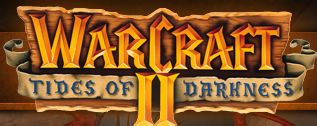 WARCRAFT
TIDES OF II DARKNESS